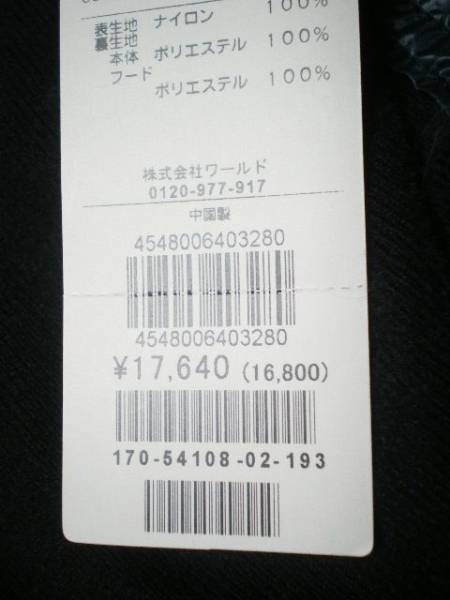 表生地 ナイロン 100%
裏生地
本体 ポリエステル 100%
フード ポリエステル 100%
株式会社ワールド
0120-977-917
中国製
4548006403280
4548006403280
¥17,640 (16,800)
170-54108-02-193